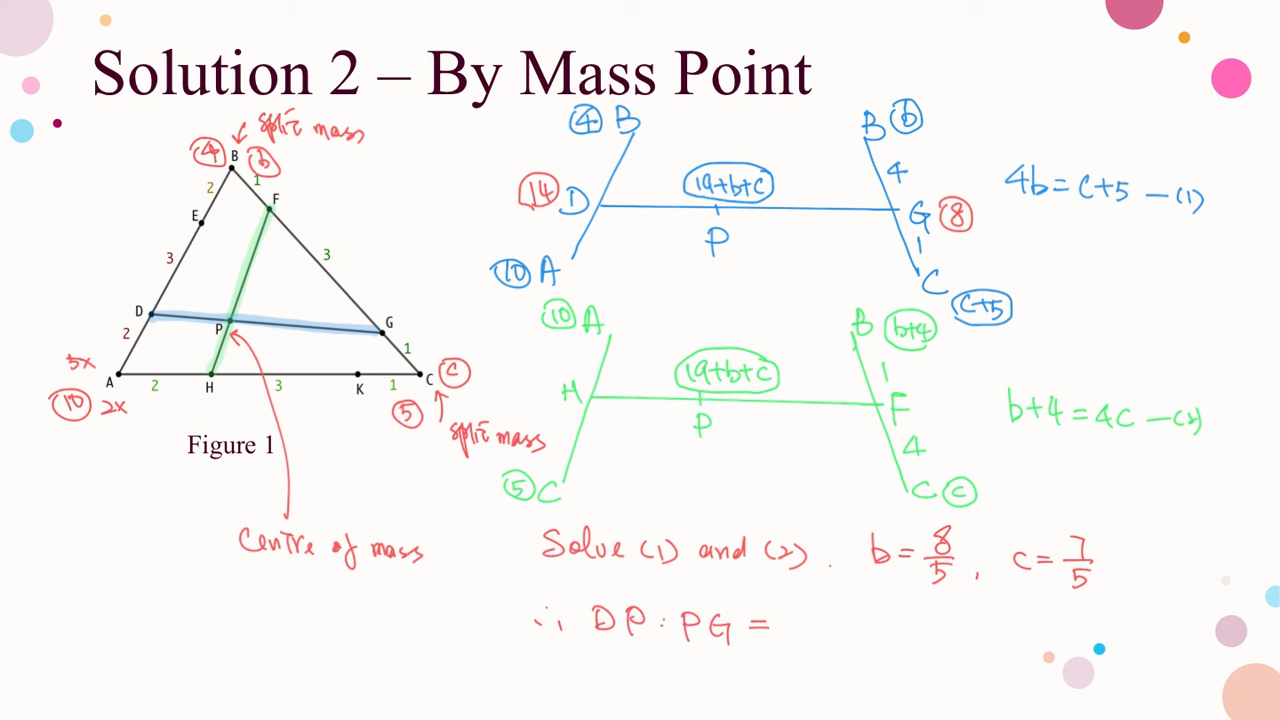 Solution 2 – By Mass Point
split mass
4 B b
2 1
E F
3 3
D P G
2 1
5x
A 2 H 3 K 1 C c
10 2x 5
split mass
Figure 1
Centre of mass
4 B B b
4
14 D 19+b+c G 8
P 1
10 A C c+5
4b = c+5 —(1)
10 A B b+4
1
H 19+b+c F
P 4
5 C C c
b+4 = 4c —(2)
Solve (1) and (2). b = 8/5, c = 7/5
∴ DP : PG =